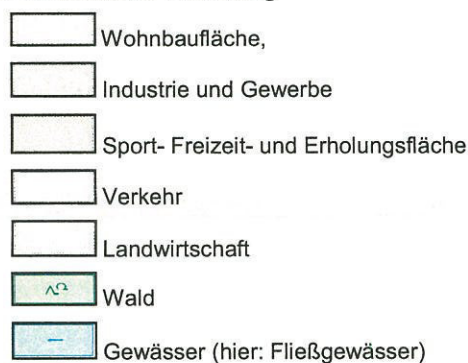 Wohnbaufläche,
Industrie und Gewerbe
Sport- Freizeit- und Erholungsfläche
Verkehr
Landwirtschaft
Wald
Gewässer (hier: Fließgewässer)